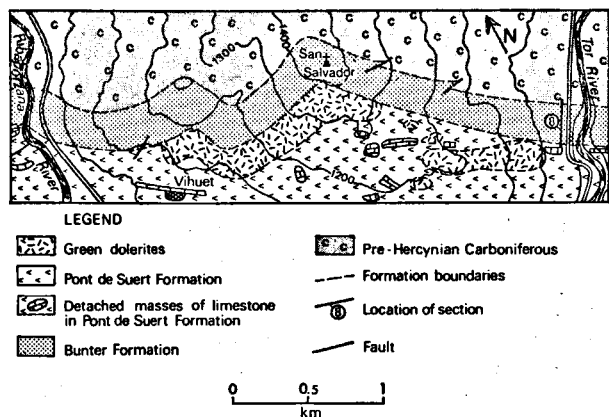 N
1400
1300
San
Salvador
Tor River
River
8
Vihuet
1200
LEGEND
Green dolerites
Pont de Suert Formation
Detached masses of limestone
in Pont de Suert Formation
Bunter Formation
Pre-Hercynian Carboniferous
Formation boundaries
8 Location of section
Fault
0 0.5 1
km